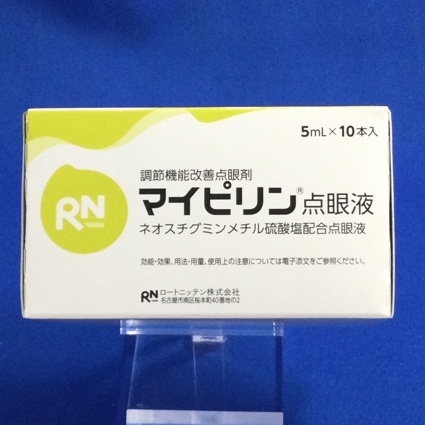 5mL×10本入
調節機能改善点眼剤
RN
マイピリン®点眼液
ネオスチグミンメチル硫酸塩配合点眼液
効能・効果、用法・用量、使用上の注意については電子添文をご参照ください。
RN ロートニッテン株式会社
名古屋市南区桜本町40番地の2